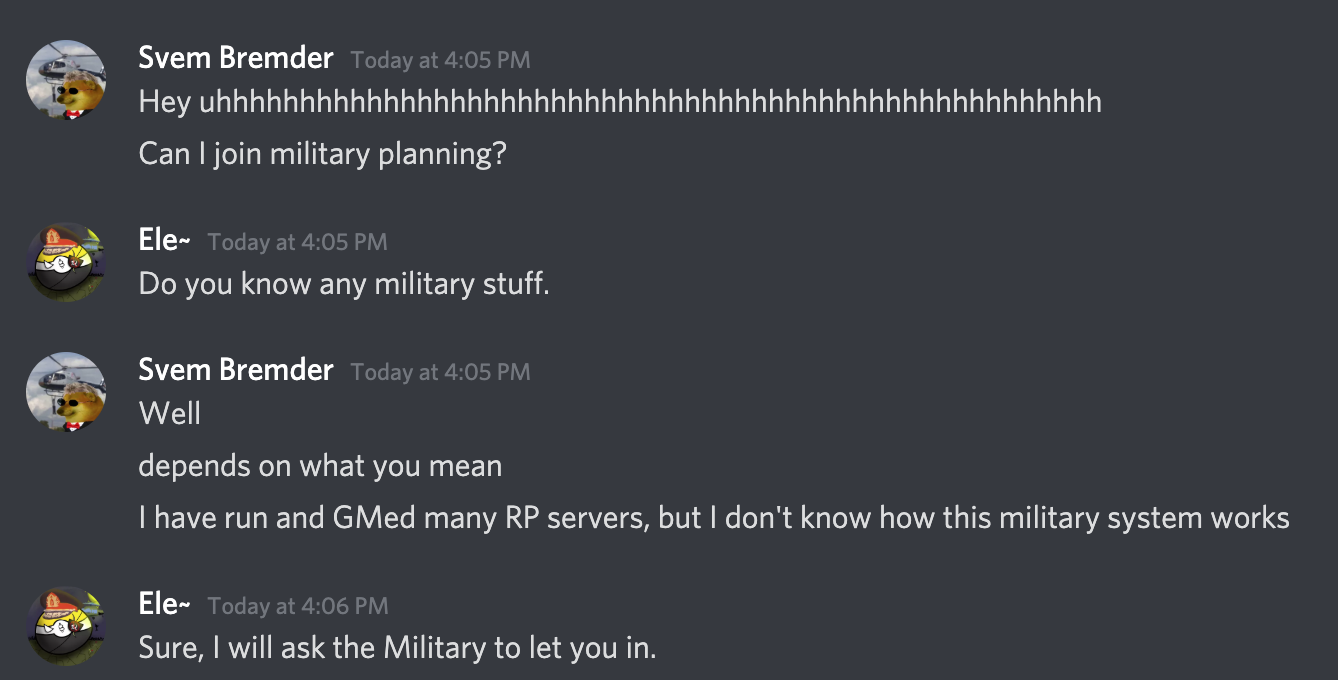 Svem Bremder Today at 4:05 PM
Hey uhhhhhhhhhhhhhhhhhhhhhhhhhhhhhhhhhhhhhhhhhhhhhhhhhhhhh
Can I join military planning?
Ele~ Today at 4:05 PM
Do you know any military stuff.
Svem Bremder Today at 4:05 PM
Well
depends on what you mean
I have run and GMed many RP servers, but I don't know how this military system works
Ele~ Today at 4:06 PM
Sure, I will ask the Military to let you in.